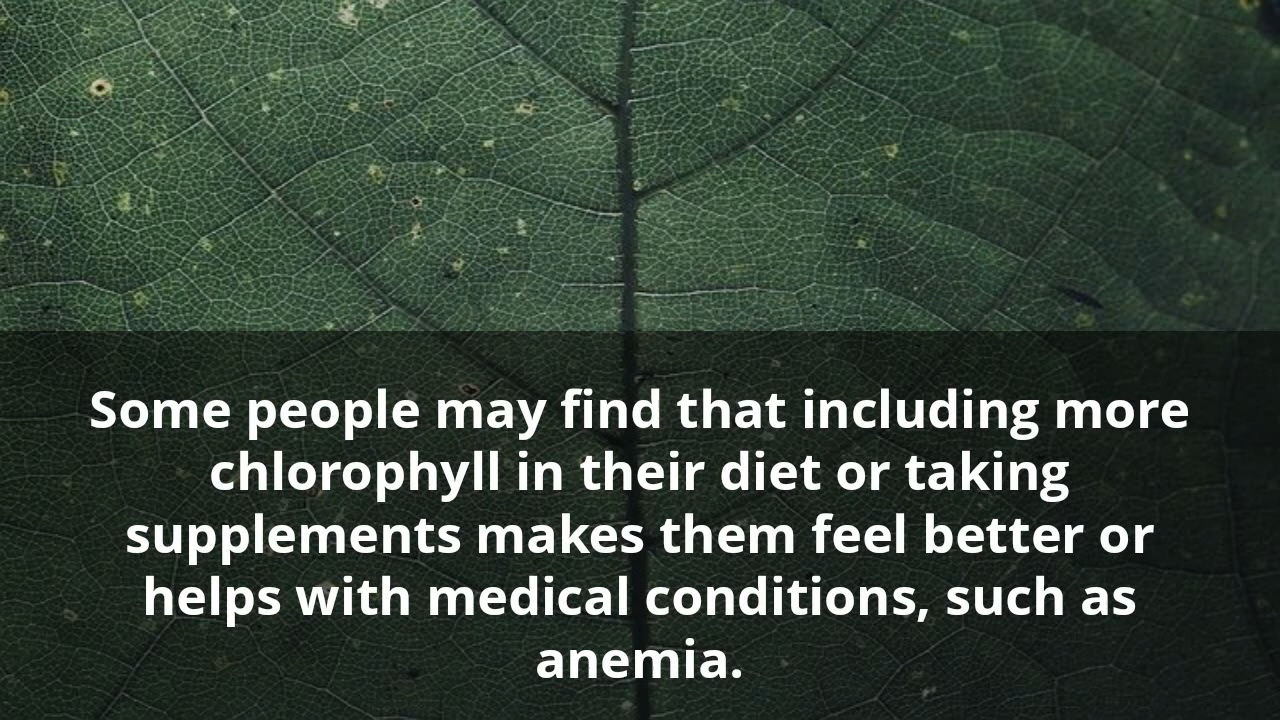 Some people may find that including more
chlorophyll in their diet or taking
supplements makes them feel better or
helps with medical conditions, such as
anemia.